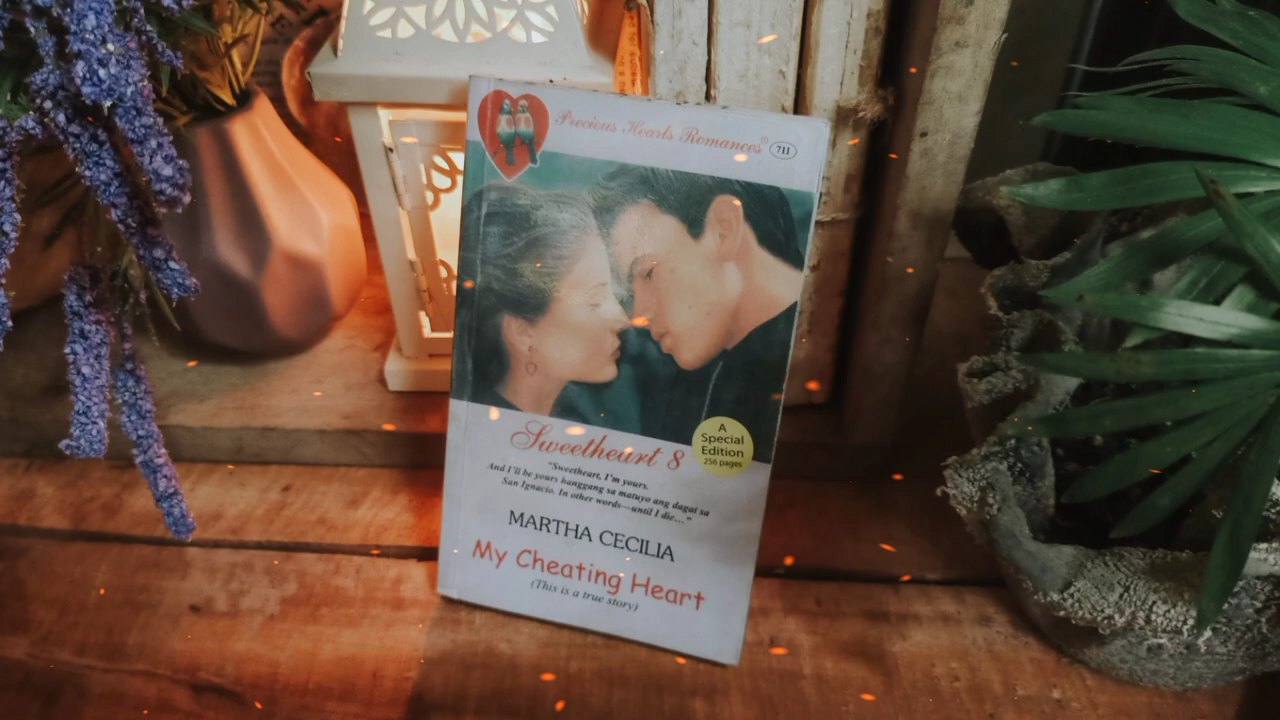 Precious Hearts Romances® 711
Sweetheart 8
A
Special
Edition
256 pages
"Sweetheart, I'm yours.
And I'll be yours hanggang sa matuyo ang dagat sa
San Ignacio. In other words—until I die..."
MARTHA CECILIA
My Cheating Heart
(This is a true story)